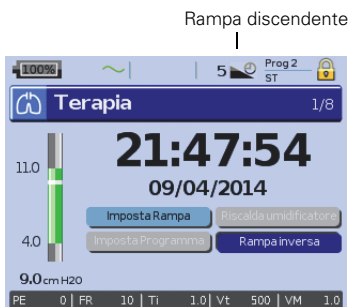 Rampa discendente
100% 5 Prog 2
ST
Terapia 1/8
11.0
21:47:54
09/04/2014
Imposta Rampa Riscalda umidificatore
4.0 Imposta Programma Rampa inversa
9.0 cm H20
PE 0 | FR 10 | Ti 1.0 | Vt 500 | VM 1.0